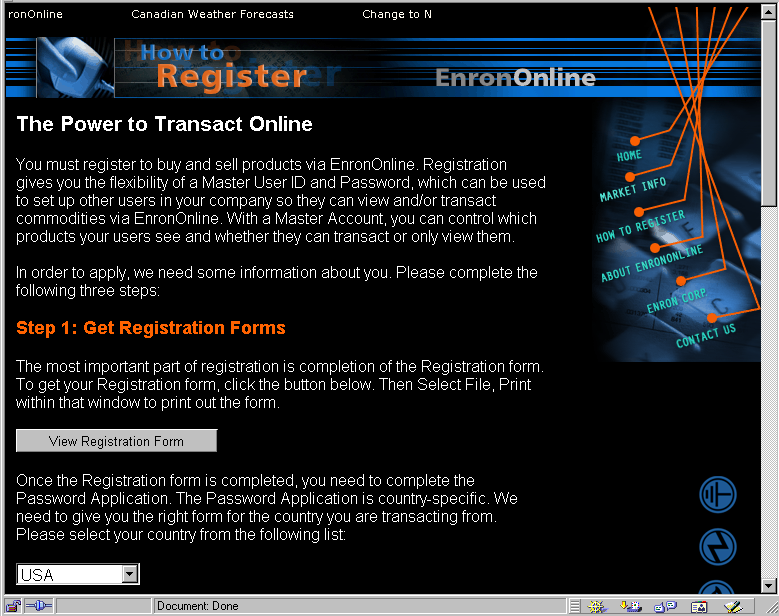 ronOnline Canadian Weather Forecasts Change to N
How to
Register
EnronOnline
The Power to Transact Online
You must register to buy and sell products via EnronOnline. Registration
gives you the flexibility of a Master User ID and Password, which can be used
to set up other users in your company so they can view and/or transact
commodities via EnronOnline. With a Master Account, you can control which
products your users see and whether they can transact or only view them.
In order to apply, we need some information about you. Please complete the
following three steps:
Step 1: Get Registration Forms
The most important part of registration is completion of the Registration form.
To get your Registration form, click the button below. Then Select File, Print
within that window to print out the form.
View Registration Form
Once the Registration form is completed, you need to complete the
Password Application. The Password Application is country-specific. We
need to give you the right form for the country you are transacting from.
Please select your country from the following list:
USA
HOME
MARKET INFO
HOW TO REGISTER
ABOUT ENRONONLINE
ENRON CORP.
CONTACT US
Document: Done